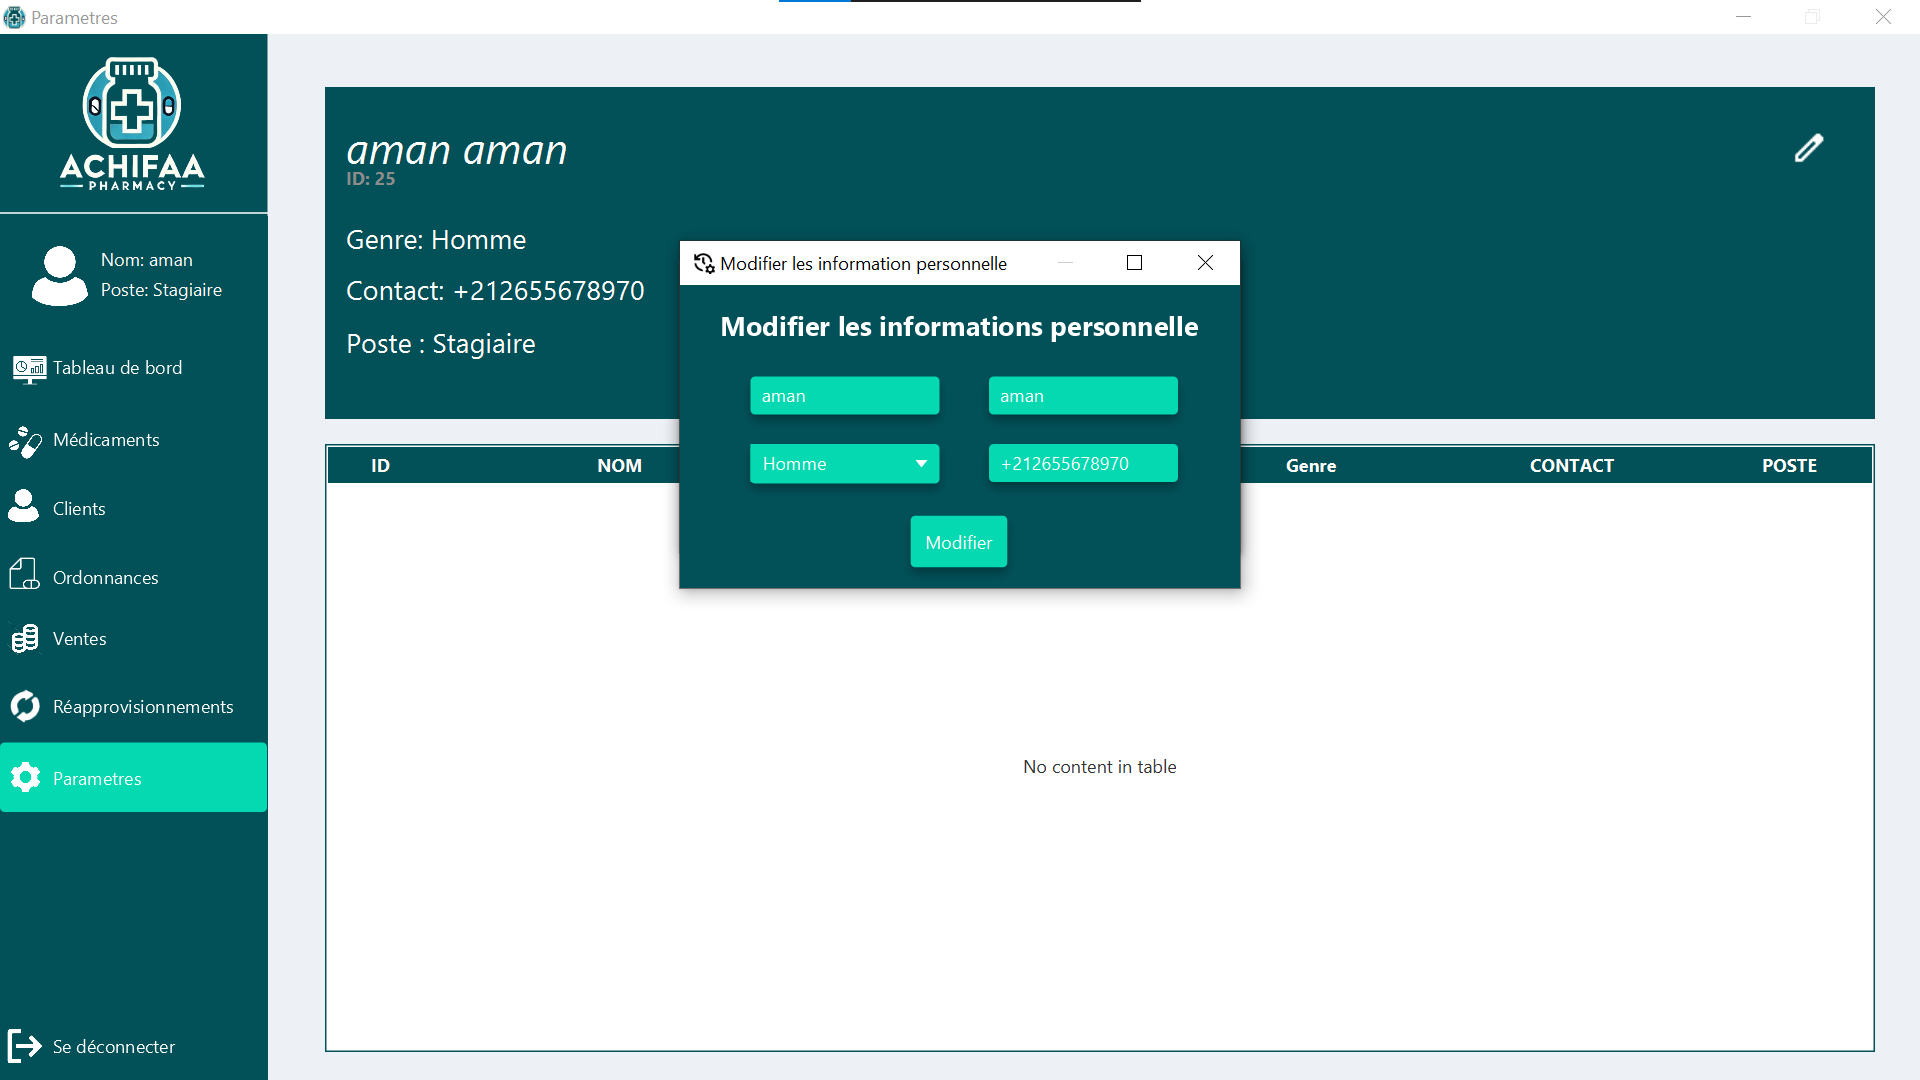 Parametres
ACHIFAA
PHARMACY
Nom: aman
Poste: Stagiaire
Tableau de bord
Médicaments
Clients
Ordonnances
Ventes
Réapprovisionnements
Parametres
Se déconnecter
aman aman
ID: 25
Genre: Homme
Contact: +212655678970
Poste : Stagiaire
ID NOM Genre CONTACT POSTE
No content in table
Modifier les information personnelle
Modifier les informations personnelle
aman aman
Homme +212655678970
Modifier